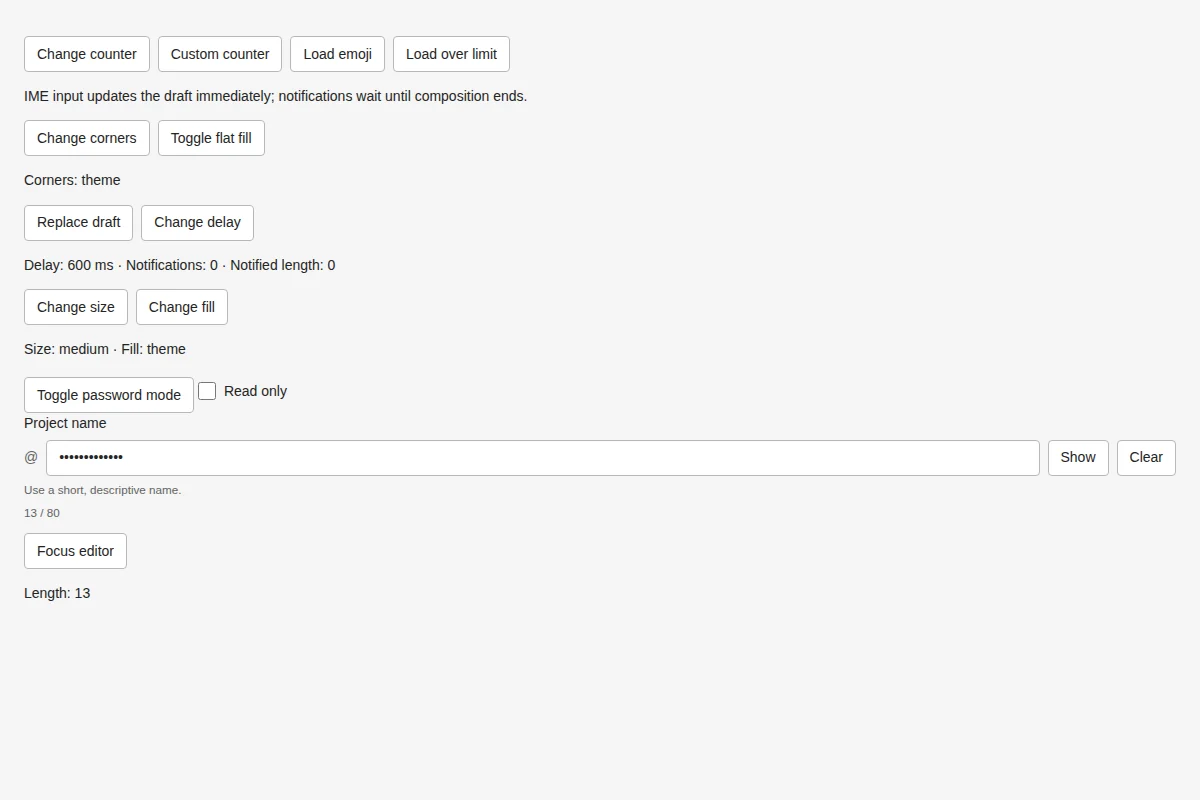 Change counter Custom counter Load emoji Load over limit
IME input updates the draft immediately; notifications wait until composition ends.
Change corners Toggle flat fill
Corners: theme
Replace draft Change delay
Delay: 600 ms · Notifications: 0 · Notified length: 0
Change size Change fill
Size: medium · Fill: theme
Toggle password mode Read only
Project name
@ ••••••••••••• Show Clear
Use a short, descriptive name.
13 / 80
Focus editor
Length: 13